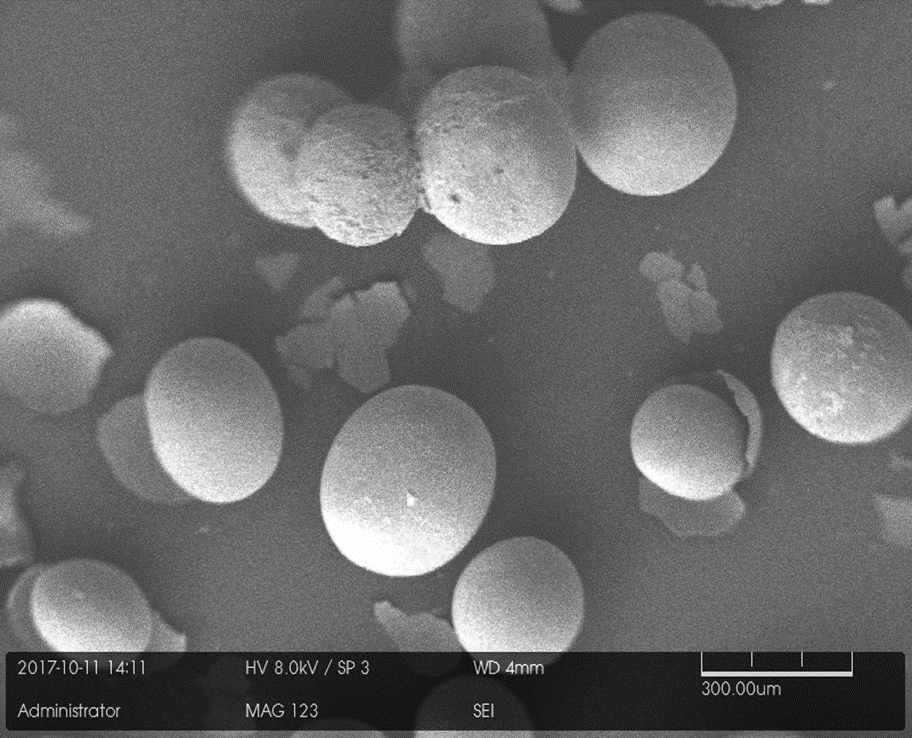 2017-10-11 14:11 HV 8.0kV / SP 3 WD 4mm
300.00um
Administrator MAG 123 SEI